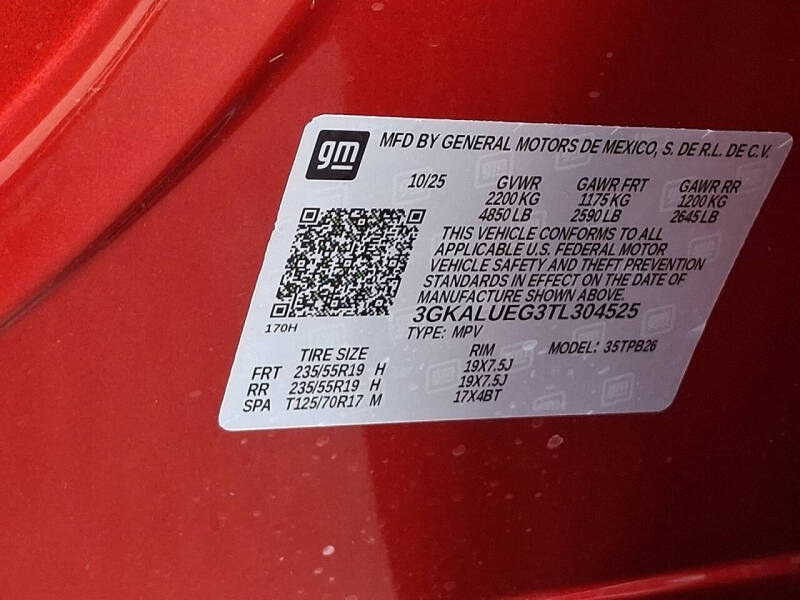 gm MFD BY GENERAL MOTORS DE MEXICO, S. DE R.L. DE C.V.
10/25 GVWR GAWR FRT GAWR RR
2200 KG 1175 KG 1200 KG
4850 LB 2590 LB 2645 LB
THIS VEHICLE CONFORMS TO ALL
APPLICABLE U.S. FEDERAL MOTOR
VEHICLE SAFETY AND THEFT PREVENTION
STANDARDS IN EFFECT ON THE DATE OF
MANUFACTURE SHOWN ABOVE.
3GKALUEG3TL304525
170H
TYPE: MPV
TIRE SIZE RIM MODEL: 35TPB26
FRT 235/55R19 H 19X7.5J
RR 235/55R19 H 19X7.5J
SPA T125/70R17 M 17X4BT